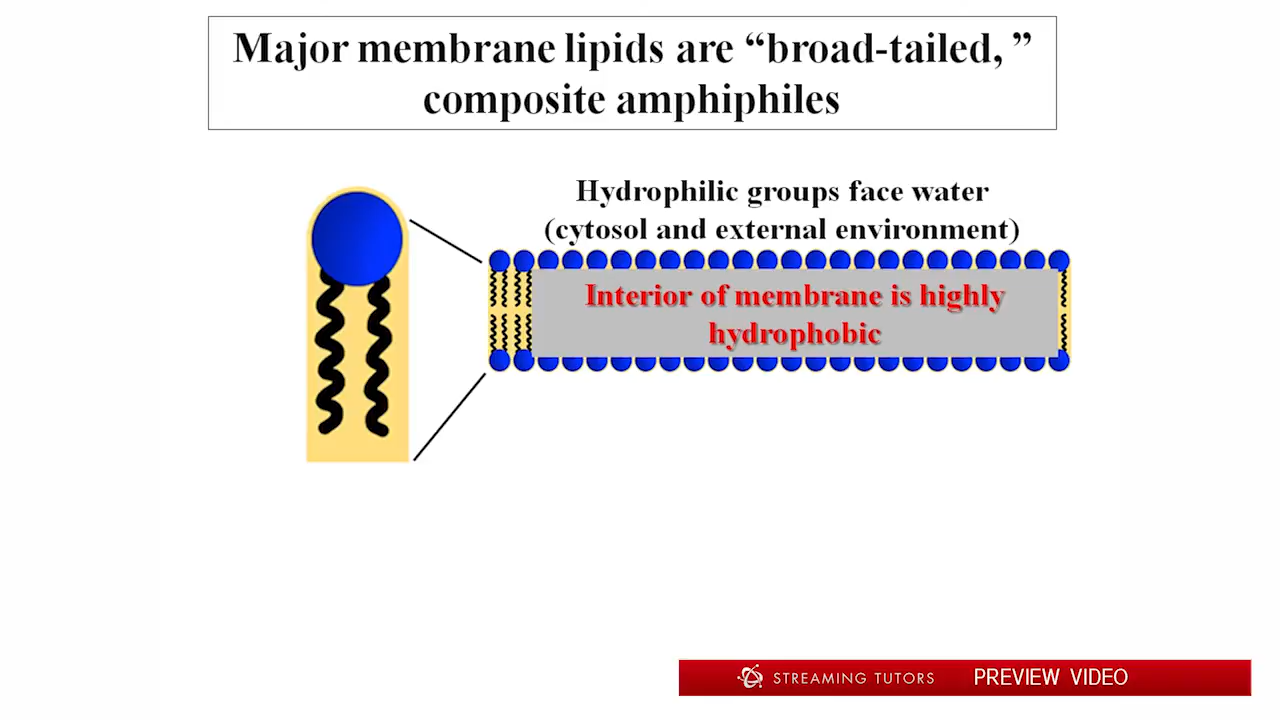 Major membrane lipids are “broad-tailed, ”
composite amphiphiles
Hydrophilic groups face water
(cytosol and external environment)
Interior of membrane is highly
hydrophobic
STREAMING TUTORS PREVIEW VIDEO